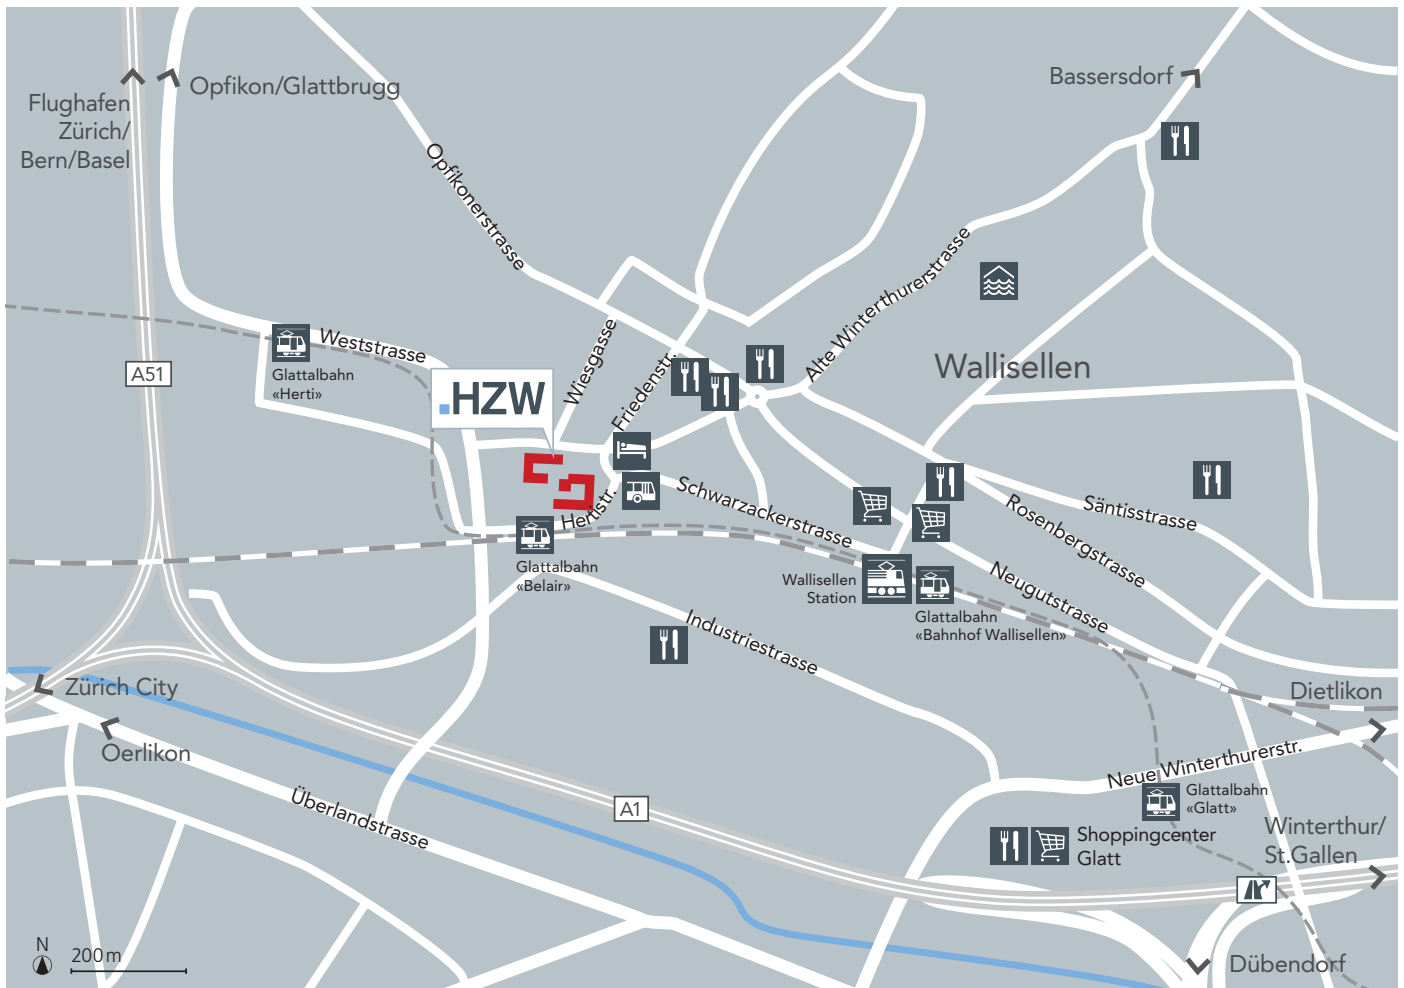 Opfikon/Glattbrugg
Flughafen
Zürich/
Bern/Basel
Bassersdorf
Opfikonerstrasse
Alte Winterthurerstrasse
Weststrasse
Wiesgasse
Friedenstr.
Wallisellen
A51
Glattalbahn
«Herti»
.HZW
Schwarzackerstrasse
Hertistr.
Rosenbergstrasse
Säntisstrasse
Neugutstrasse
Glattalbahn
«Belair»
Wallisellen
Station
Glattalbahn
«Bahnhof Wallisellen»
Industriestrasse
Zürich City
Oerlikon
Dietlikon
Neue Winterthurerstr.
Glattalbahn
«Glatt»
Überlandstrasse
A1
Shoppingcenter
Glatt
Winterthur/
St.Gallen
N
200 m
Dübendorf